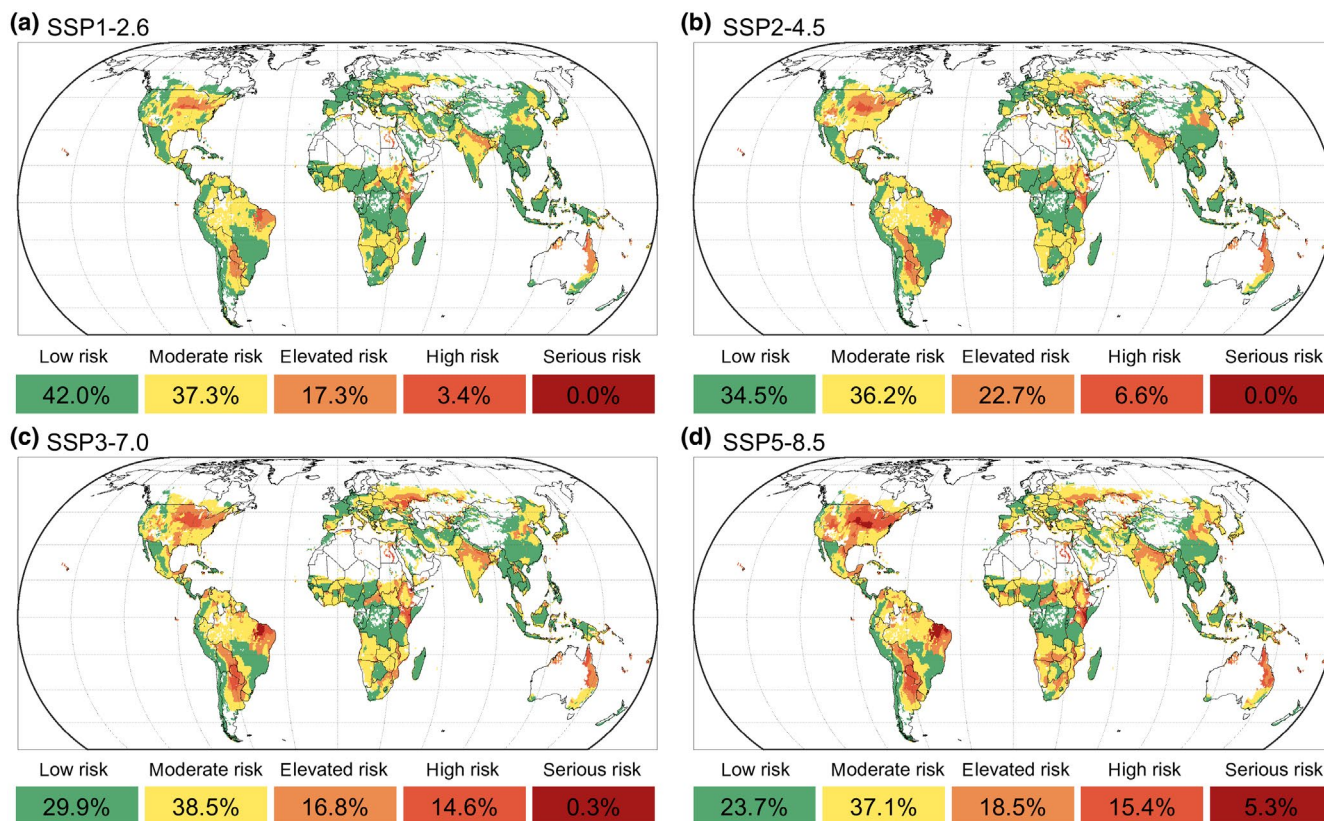 (a) SSP1-2.6
(b) SSP2-4.5
Low risk Moderate risk Elevated risk High risk Serious risk
42.0% 37.3% 17.3% 3.4% 0.0%
Low risk Moderate risk Elevated risk High risk Serious risk
34.5% 36.2% 22.7% 6.6% 0.0%
(c) SSP3-7.0
(d) SSP5-8.5
Low risk Moderate risk Elevated risk High risk Serious risk
29.9% 38.5% 16.8% 14.6% 0.3%
Low risk Moderate risk Elevated risk High risk Serious risk
23.7% 37.1% 18.5% 15.4% 5.3%